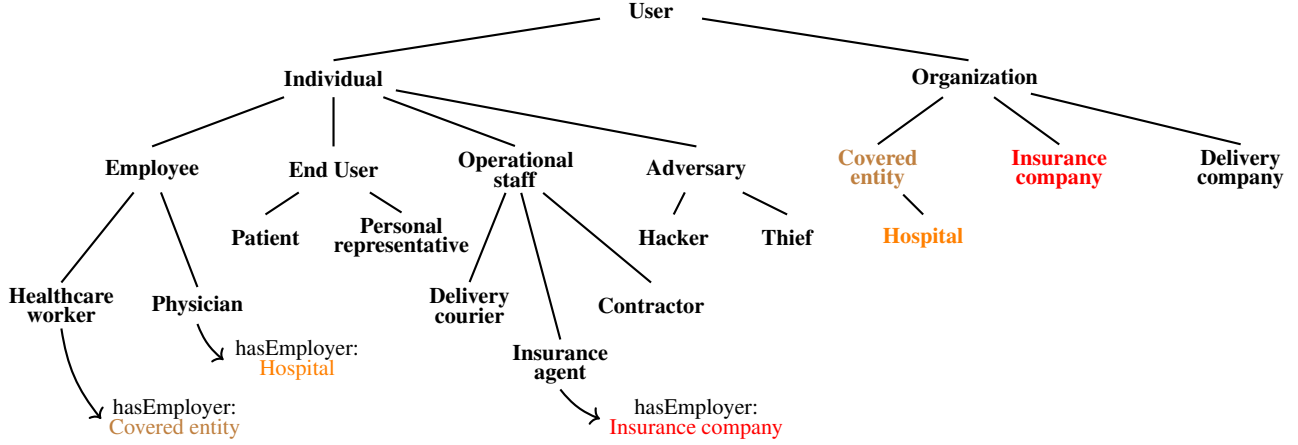 User
Individual
Organization
Employee
End User
Operational
staff
Adversary
Covered
entity
Insurance
company
Delivery
company
Patient
Personal
representative
Hacker
Thief
Hospital
Healthcare
worker
Physician
Delivery
courier
Contractor
hasEmployer:
Hospital
Insurance
agent
hasEmployer:
Covered entity
hasEmployer:
Insurance company